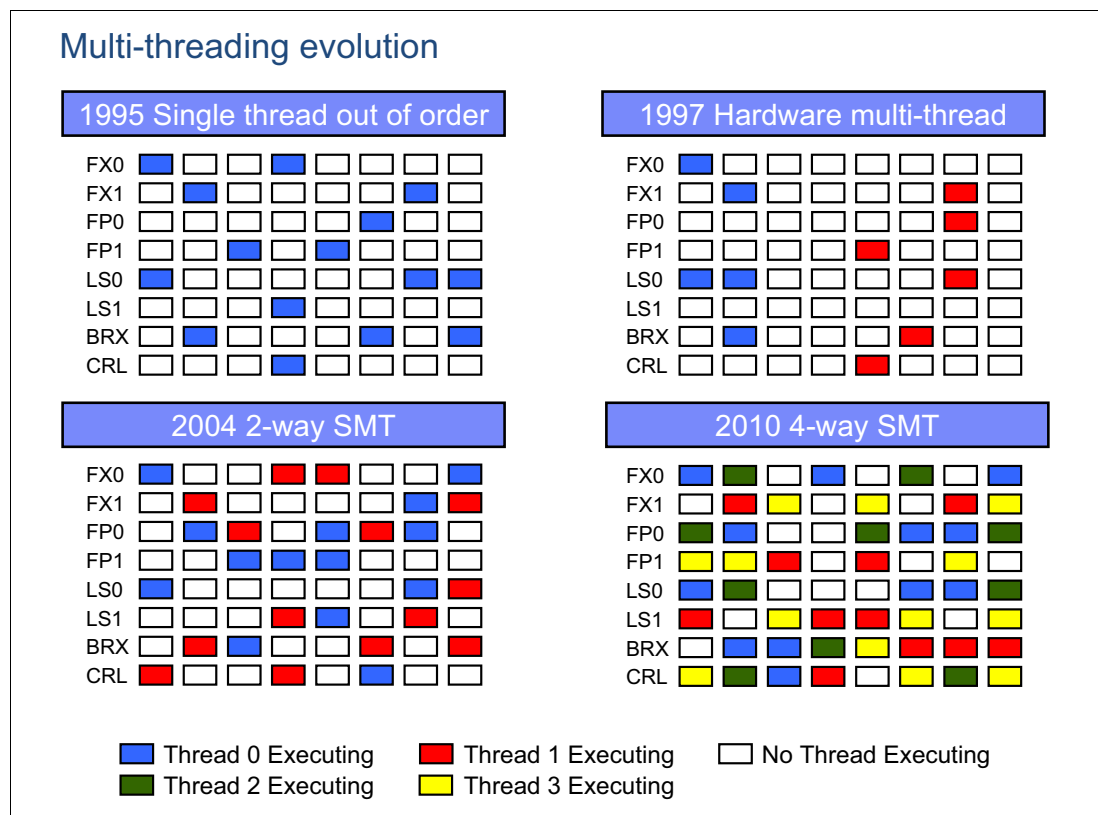 Multi-threading evolution
1995 Single thread out of order
FX0
FX1
FP0
FP1
LS0
LS1
BRX
CRL
1997 Hardware multi-thread
FX0
FX1
FP0
FP1
LS0
LS1
BRX
CRL
2004 2-way SMT
FX0
FX1
FP0
FP1
LS0
LS1
BRX
CRL
2010 4-way SMT
FX0
FX1
FP0
FP1
LS0
LS1
BRX
CRL
Thread 0 Executing
Thread 1 Executing
No Thread Executing
Thread 2 Executing
Thread 3 Executing